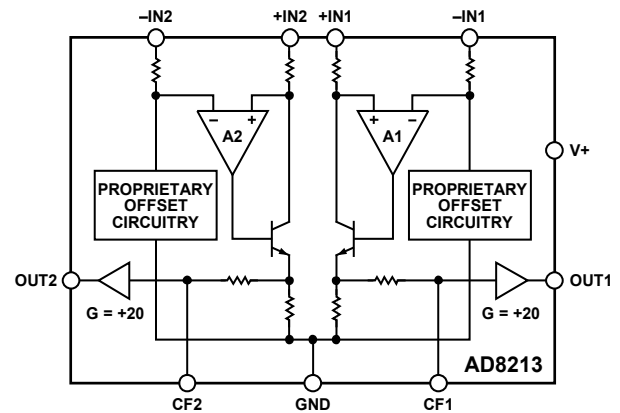 –IN2 +IN2 +IN1 –IN1
– + + –
A2 A1
V+
PROPRIETARY
OFFSET
CIRCUITRY
PROPRIETARY
OFFSET
CIRCUITRY
OUT2 OUT1
G = +20 G = +20
AD8213
CF2 GND CF1